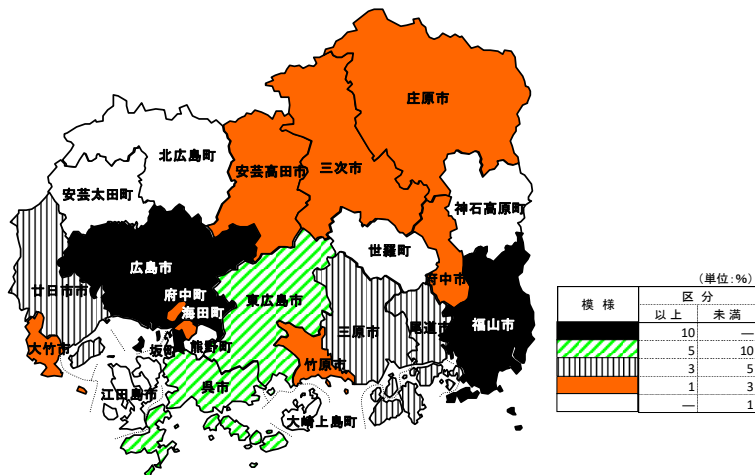 庄原市
北広島町
安芸高田市
三次市
安芸太田町
神石高原町
世羅町
広島市
府中市
廿日市市
府中町
東広島市
海田町
福山市
三原市
尾道市
大竹市
坂町
熊野町
竹原市
呉市
江田島市
大崎上島町
(単位:%)
模様 区分
以上 未満
10 —
5 10
3 5
1 3
— 1